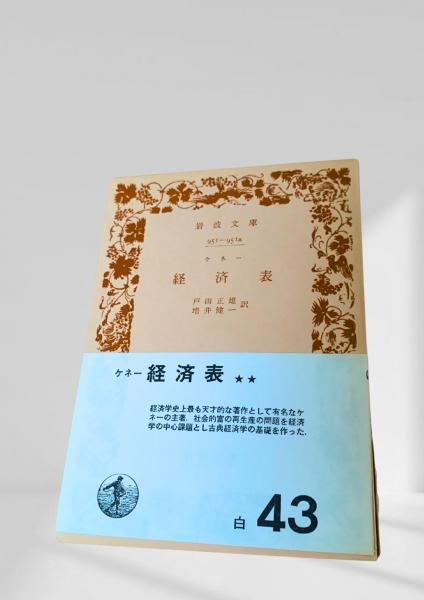 岩波文庫
951—951a
ケネー
経済表
戸田正雄
増井健一
訳
ケネー 経済表 ★★
経済学史上最も天才的な著作として有名なケ
ネーの主著．社会的富の再生産の問題を経済
学の中心課題とし古典経済学の基礎を作った．
白 43